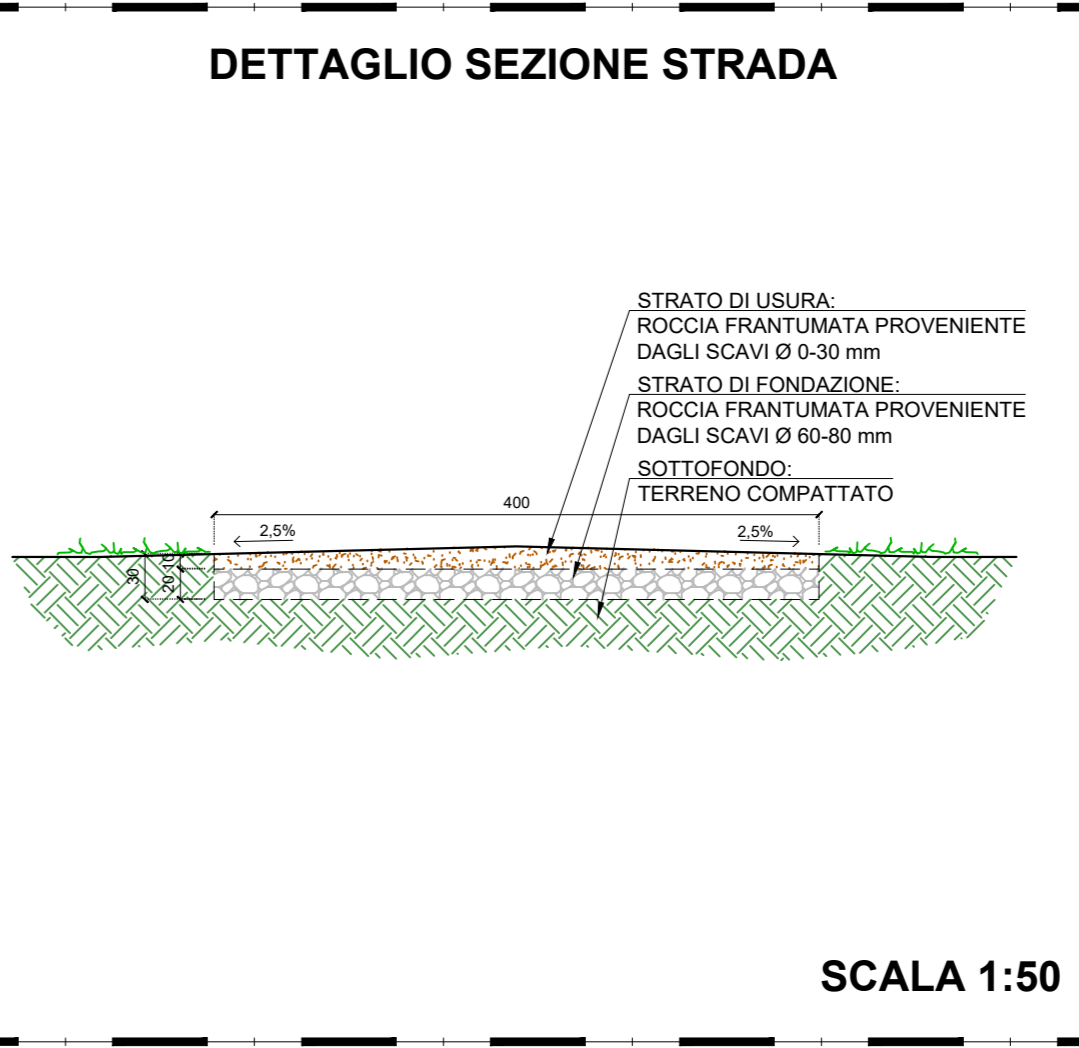 DETTAGLIO SEZIONE STRADA
STRATO DI USURA:
ROCCIA FRANTUMATA PROVENIENTE
DAGLI SCAVI Ø 0-30 mm
STRATO DI FONDAZIONE:
ROCCIA FRANTUMATA PROVENIENTE
DAGLI SCAVI Ø 60-80 mm
SOTTOFONDO:
TERRENO COMPATTATO
400
2,5%
2,5%
30
20
10
SCALA 1:50